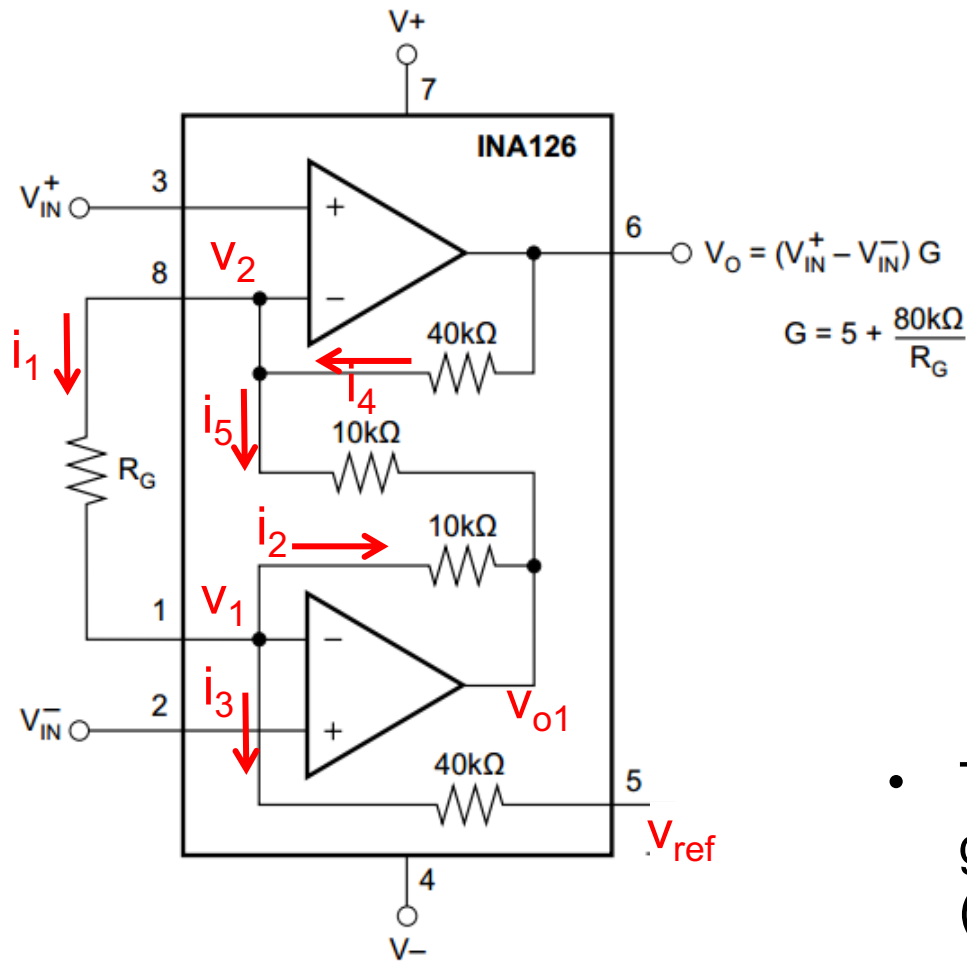 V+
7
INA126
3
V⁺IN
+
6
VO = (V⁺IN – V⁻IN) G
v2
8
–
G = 5 + 80kΩ / RG
i1
40kΩ
i4
i5
10kΩ
RG
i2
10kΩ
v1
1
–
i3
2
V⁻IN
+
vo1
40kΩ
5
vref
•
4
V–
g
(